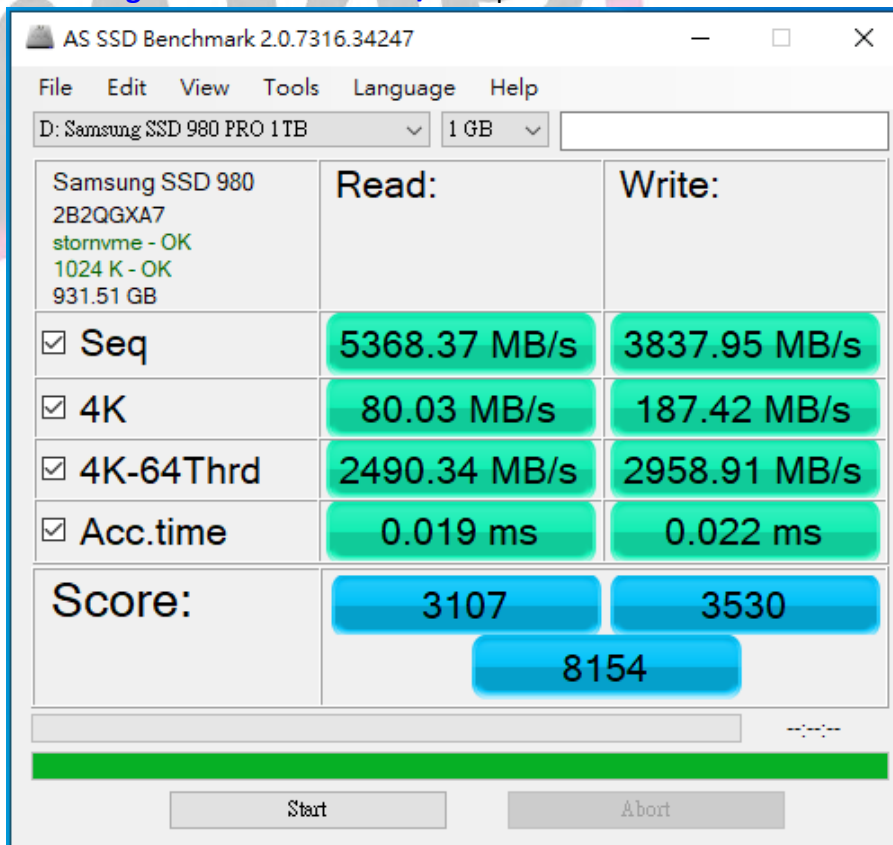 AS SSD Benchmark 2.0.7316.34247
File Edit View Tools Language Help
D: Samsung SSD 980 PRO 1TB 1 GB
Samsung SSD 980
2B2QGXA7
stornvme - OK
1024 K - OK
931.51 GB
Read: Write:
Seq 5368.37 MB/s 3837.95 MB/s
4K 80.03 MB/s 187.42 MB/s
4K-64Thrd 2490.34 MB/s 2958.91 MB/s
Acc.time 0.019 ms 0.022 ms
Score: 3107 3530
8154
--:--:--
Start Abort